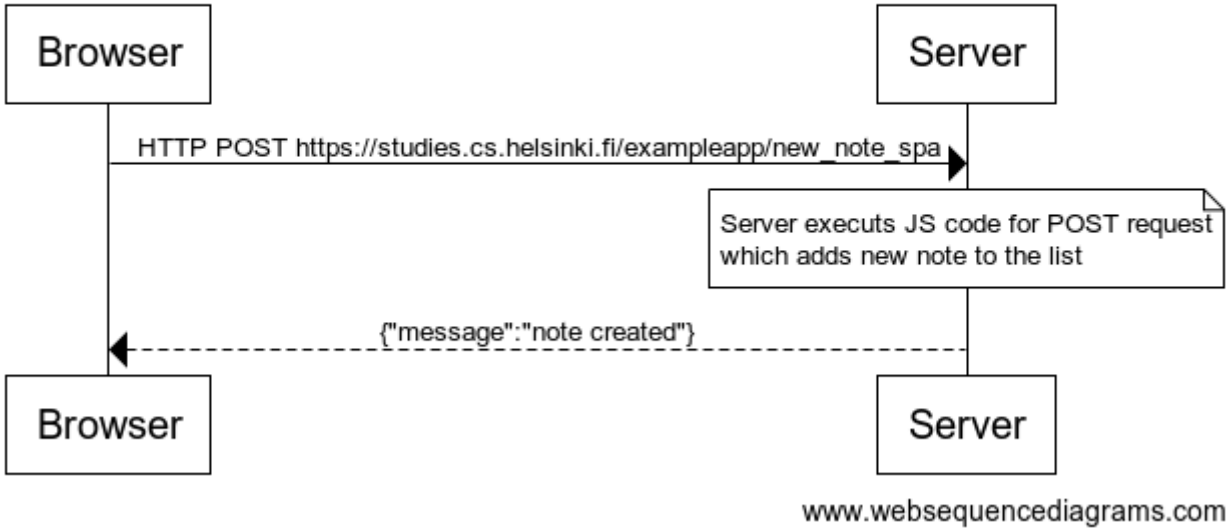 Browser
Server
HTTP POST https://studies.cs.helsinki.fi/exampleapp/new_note_spa
Server executs JS code for POST request
which adds new note to the list
{"message":"note created"}
Browser
Server
www.websequencediagrams.com